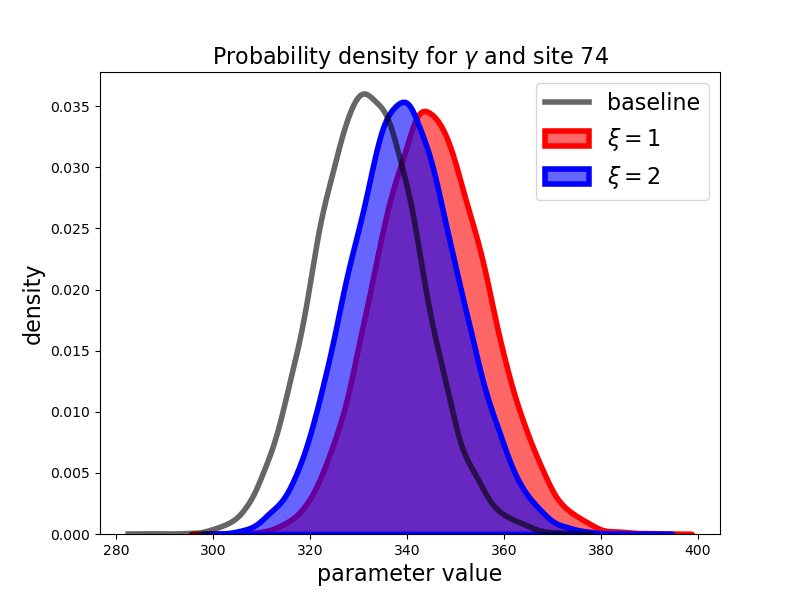 Probability density for γ and site 74
baseline
ξ = 1
ξ = 2
density
0.035
0.030
0.025
0.020
0.015
0.010
0.005
0.000
280 300 320 340 360 380 400
parameter value